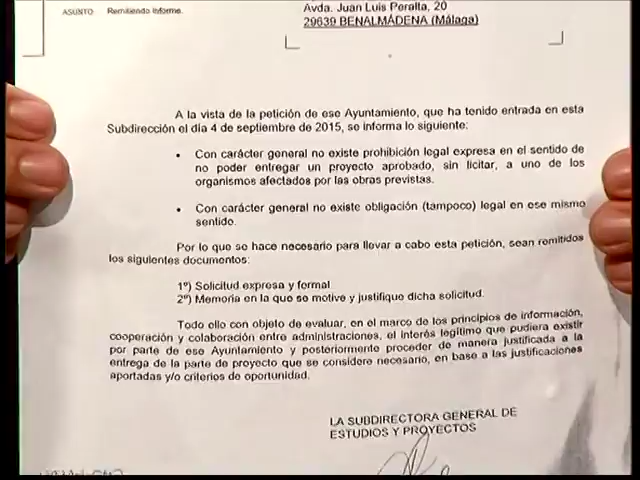 ASUNTO Remitiendo Informe.
Avda. Juan Luis Peralta, 20
29639 BENALMÁDENA (Málaga)
A la vista de la petición de ese Ayuntamiento, que ha tenido entrada en esta
Subdirección el día 4 de septiembre de 2015, se informa lo siguiente:
• Con carácter general no existe prohibición legal expresa en el sentido de
no poder entregar un proyecto aprobado, sin licitar, a uno de los
organismos afectados por las obras previstas.
• Con carácter general no existe obligación (tampoco) legal en ese mismo
sentido.
Por lo que se hace necesario para llevar a cabo esta petición, sean remitidos
los siguientes documentos:
1º) Solicitud expresa y formal
2º) Memoria en la que se motive y justifique dicha solicitud.
Todo ello con objeto de evaluar, en el marco de los principios de información,
cooperación y colaboración entre administraciones, el interés legítimo que pudiera existir
por parte de ese Ayuntamiento y posteriormente proceder de manera justificada a la
entrega de la parte de proyecto que se considere necesario, en base a las justificaciones
aportadas y/o criterios de oportunidad.
LA SUBDIRECTORA GENERAL DE
ESTUDIOS Y PROYECTOS